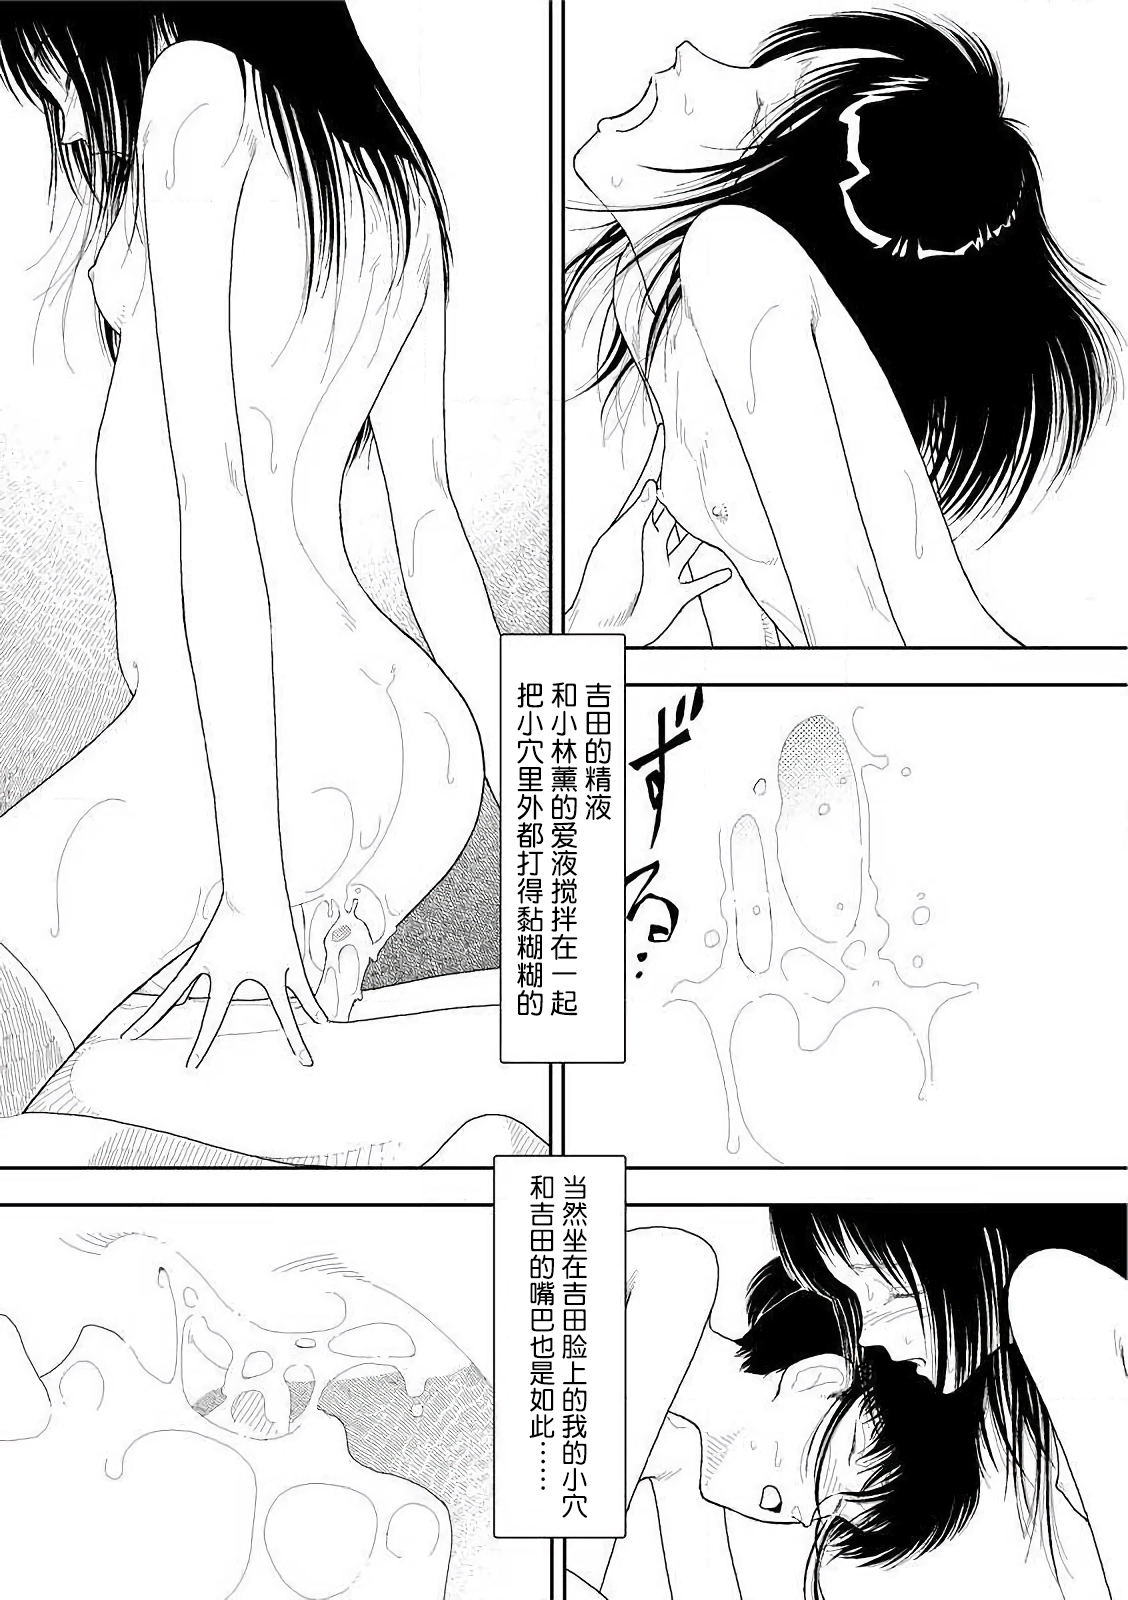 吉田的精液
和小林薫的爱液搅拌在一起
把小穴里外都打得黏糊糊的
ずる…
当然坐在吉田脸上的我的小穴
和吉田的嘴巴也是如此……